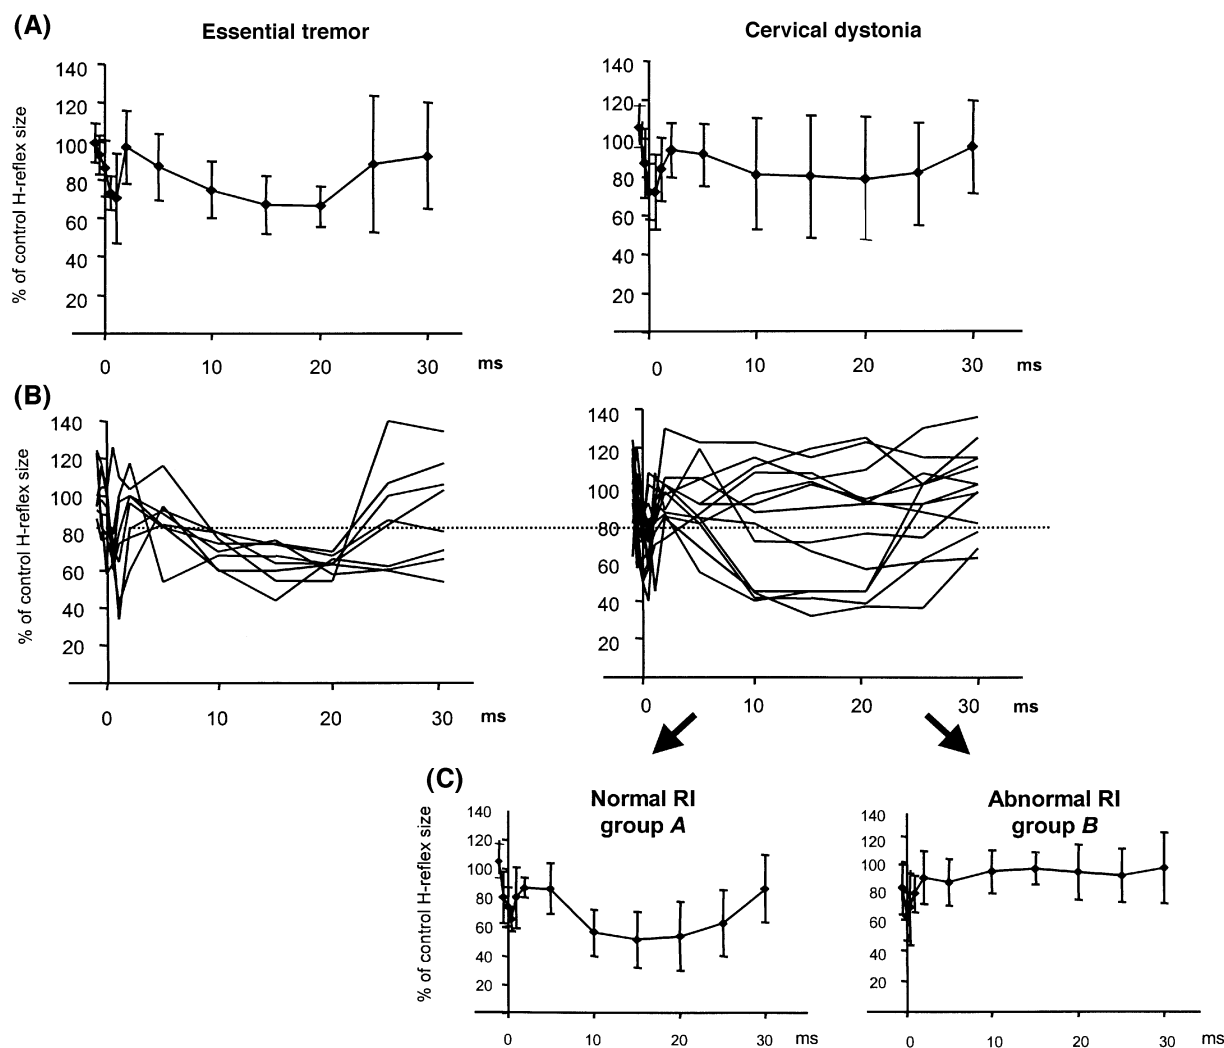 (A)
Essential tremor
Cervical dystonia
% of control H-reflex size
140
120
100
80
60
40
20
0 10 20 30 ms
140
120
100
80
60
40
20
0 10 20 30 ms
(B)
% of control H-reflex size
140
120
100
80
60
40
20
0 10 20 30 ms
140
120
100
80
60
40
20
0 10 20 30 ms
(C)
Normal RI
group A
Abnormal RI
group B
% of control H-reflex size
140
120
100
80
60
40
20
0 10 20 30 ms
140
120
100
80
60
40
20
0 10 20 30 ms